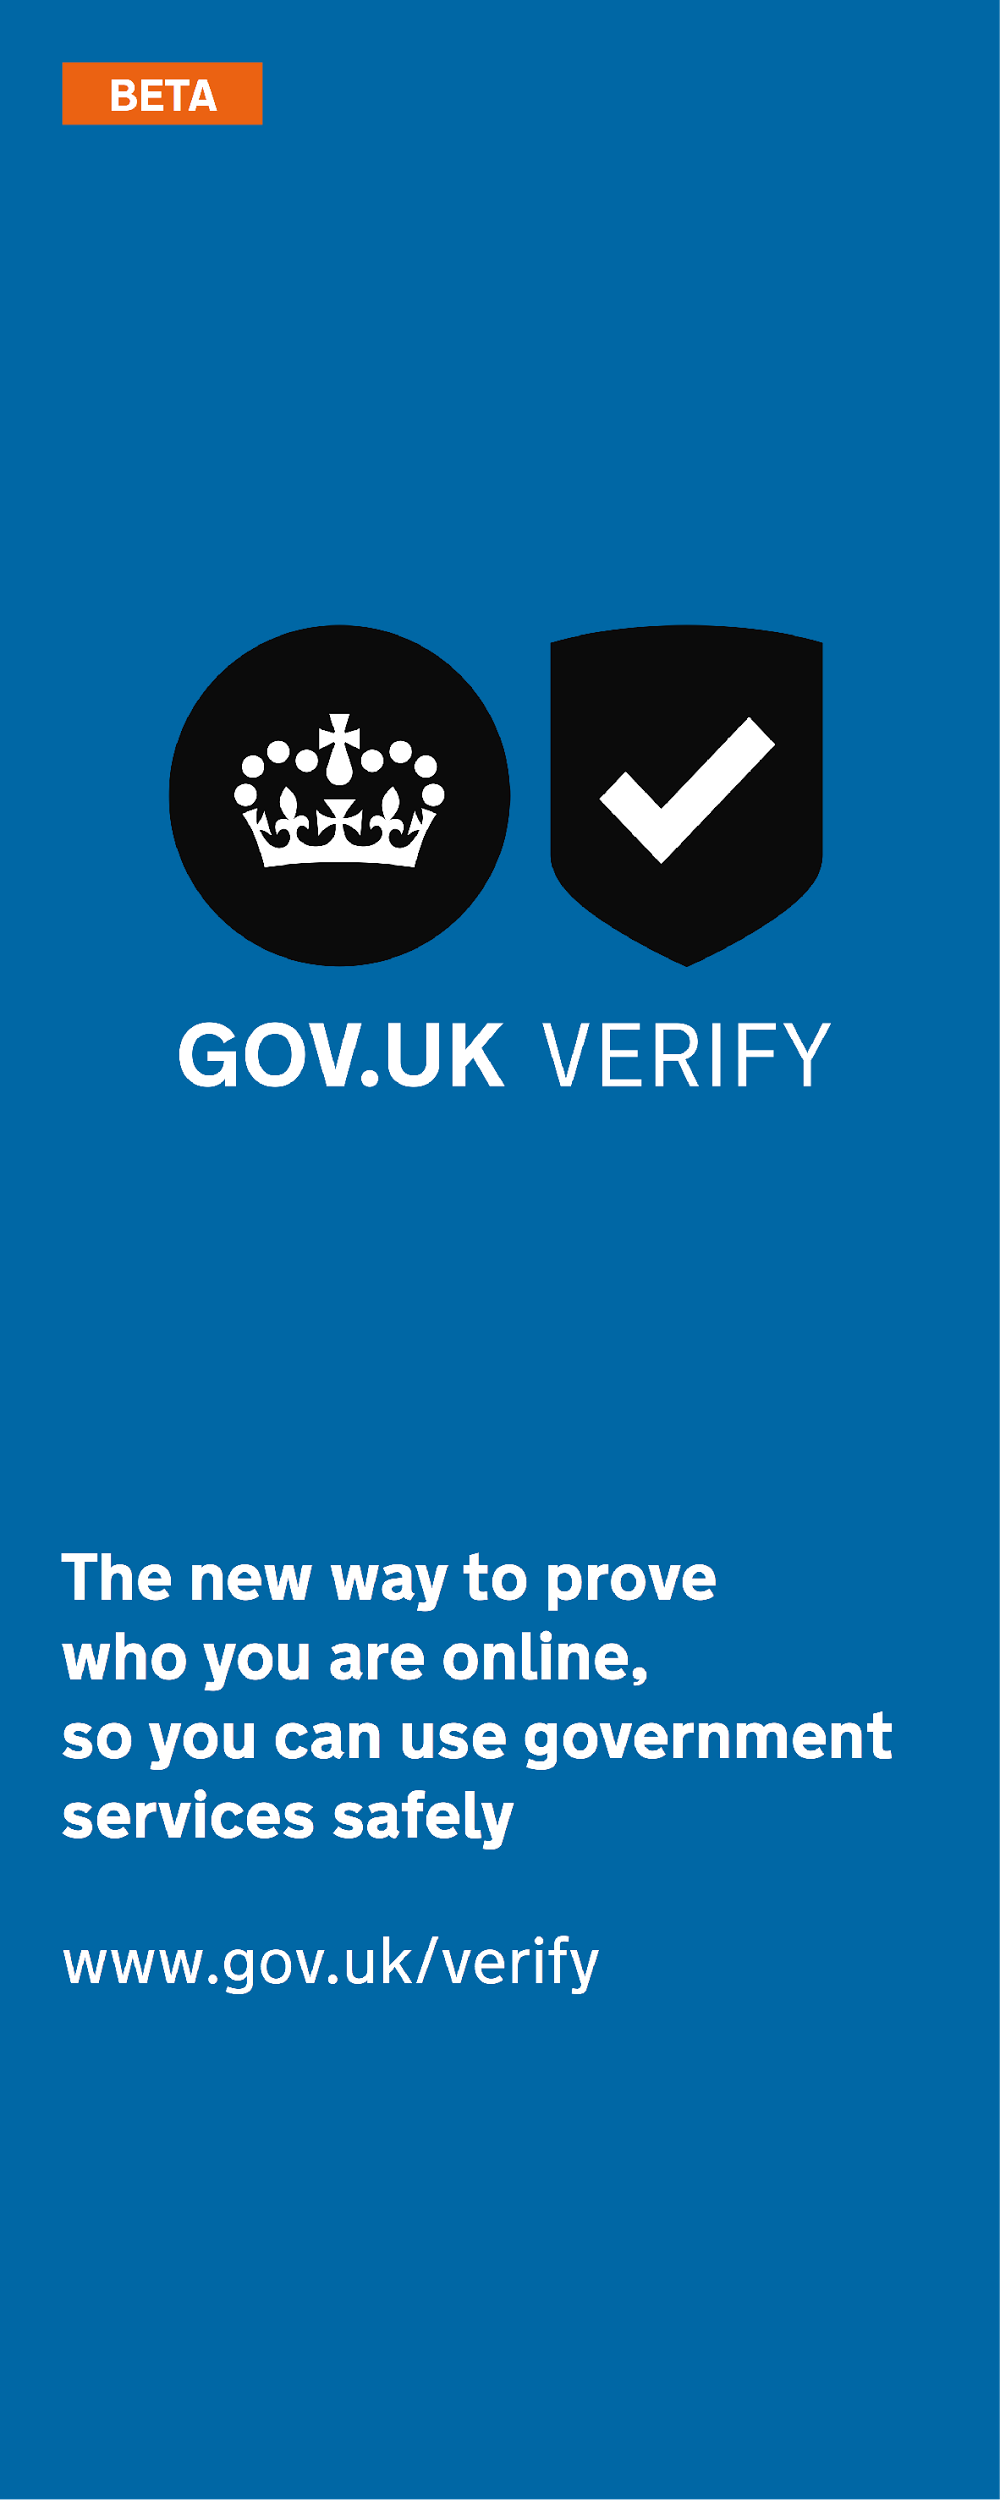 BETA
GOV.UK VERIFY
The new way to prove
who you are online,
so you can use government
services safely
www.gov.uk/verify